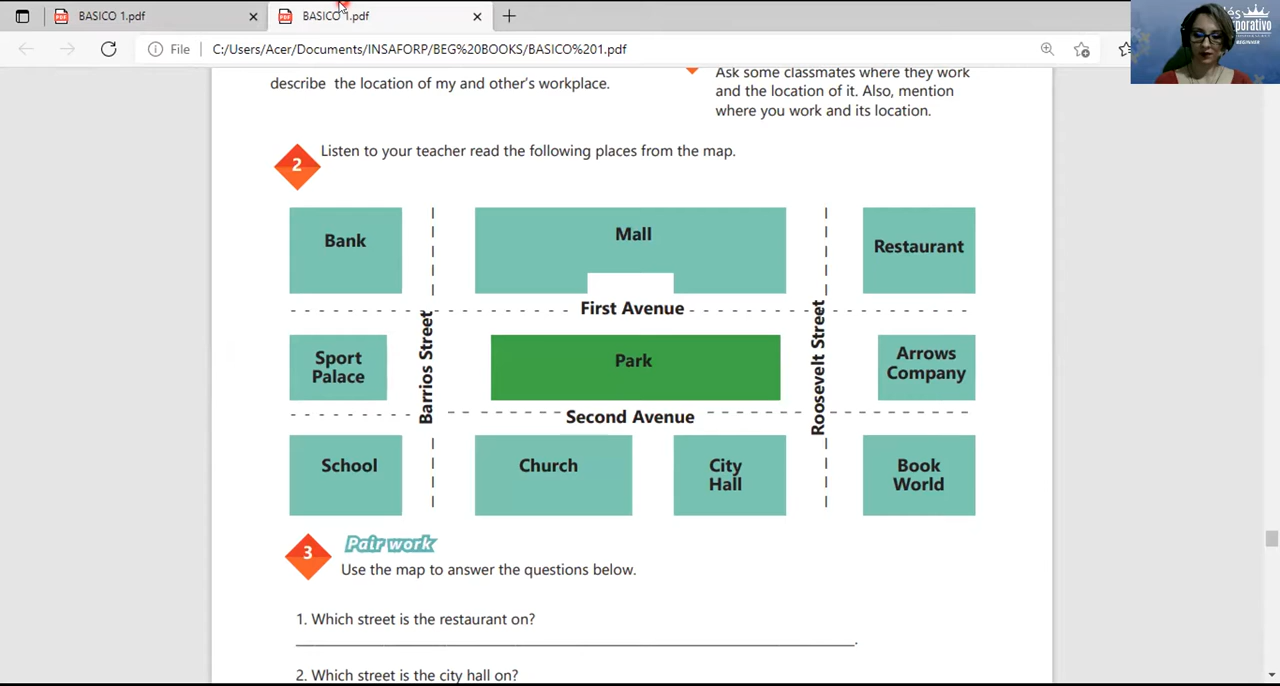 BASICO 1.pdf
BASICO 1.pdf
File
C:/Users/Acer/Documents/INSAFORP/BEG%20BOOKS/BASICO%201.pdf
BEGINNER
describe the location of my and other's workplace.
Ask some classmates where they work
and the location of it. Also, mention
where you work and its location.
2
Listen to your teacher read the following places from the map.
Bank
Mall
Restaurant
First Avenue
Barrios Street
Roosevelt Street
Sport
Palace
Park
Arrows
Company
Second Avenue
School
Church
City
Hall
Book
World
3
Pair work
Use the map to answer the questions below.
1. Which street is the restaurant on?
2. Which street is the city hall on?